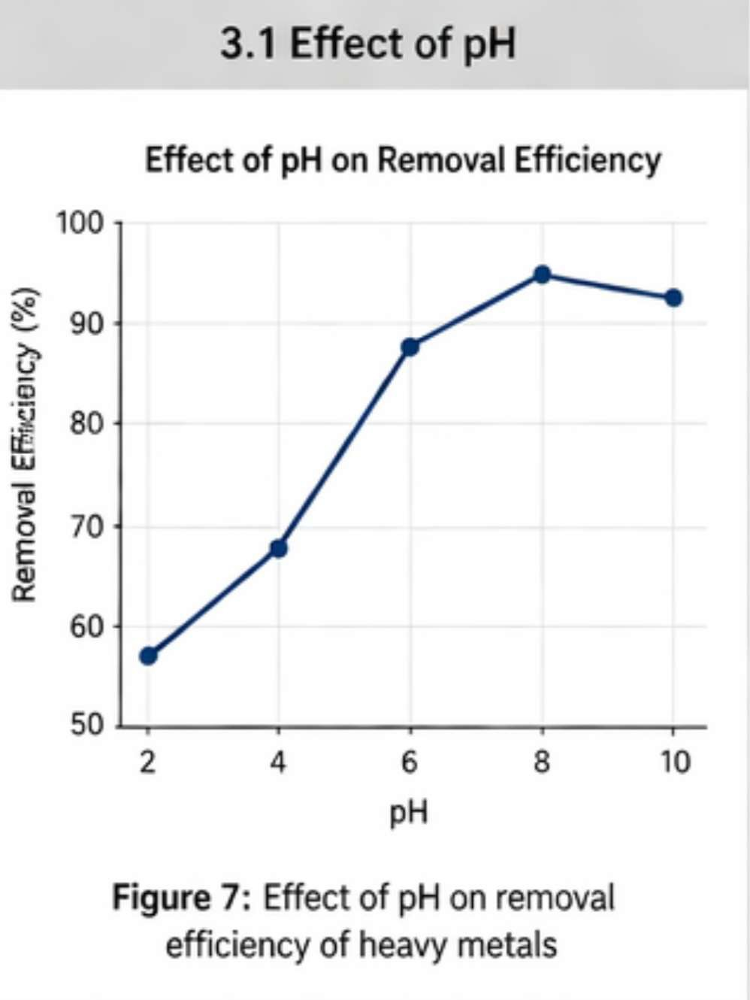 3.1 Effect of pH
Effect of pH on Removal Efficiency
100
90
80
70
60
50
Removal Efficiency (%)
2 4 6 8 10
pH
Figure 7: Effect of pH on removal
efficiency of heavy metals